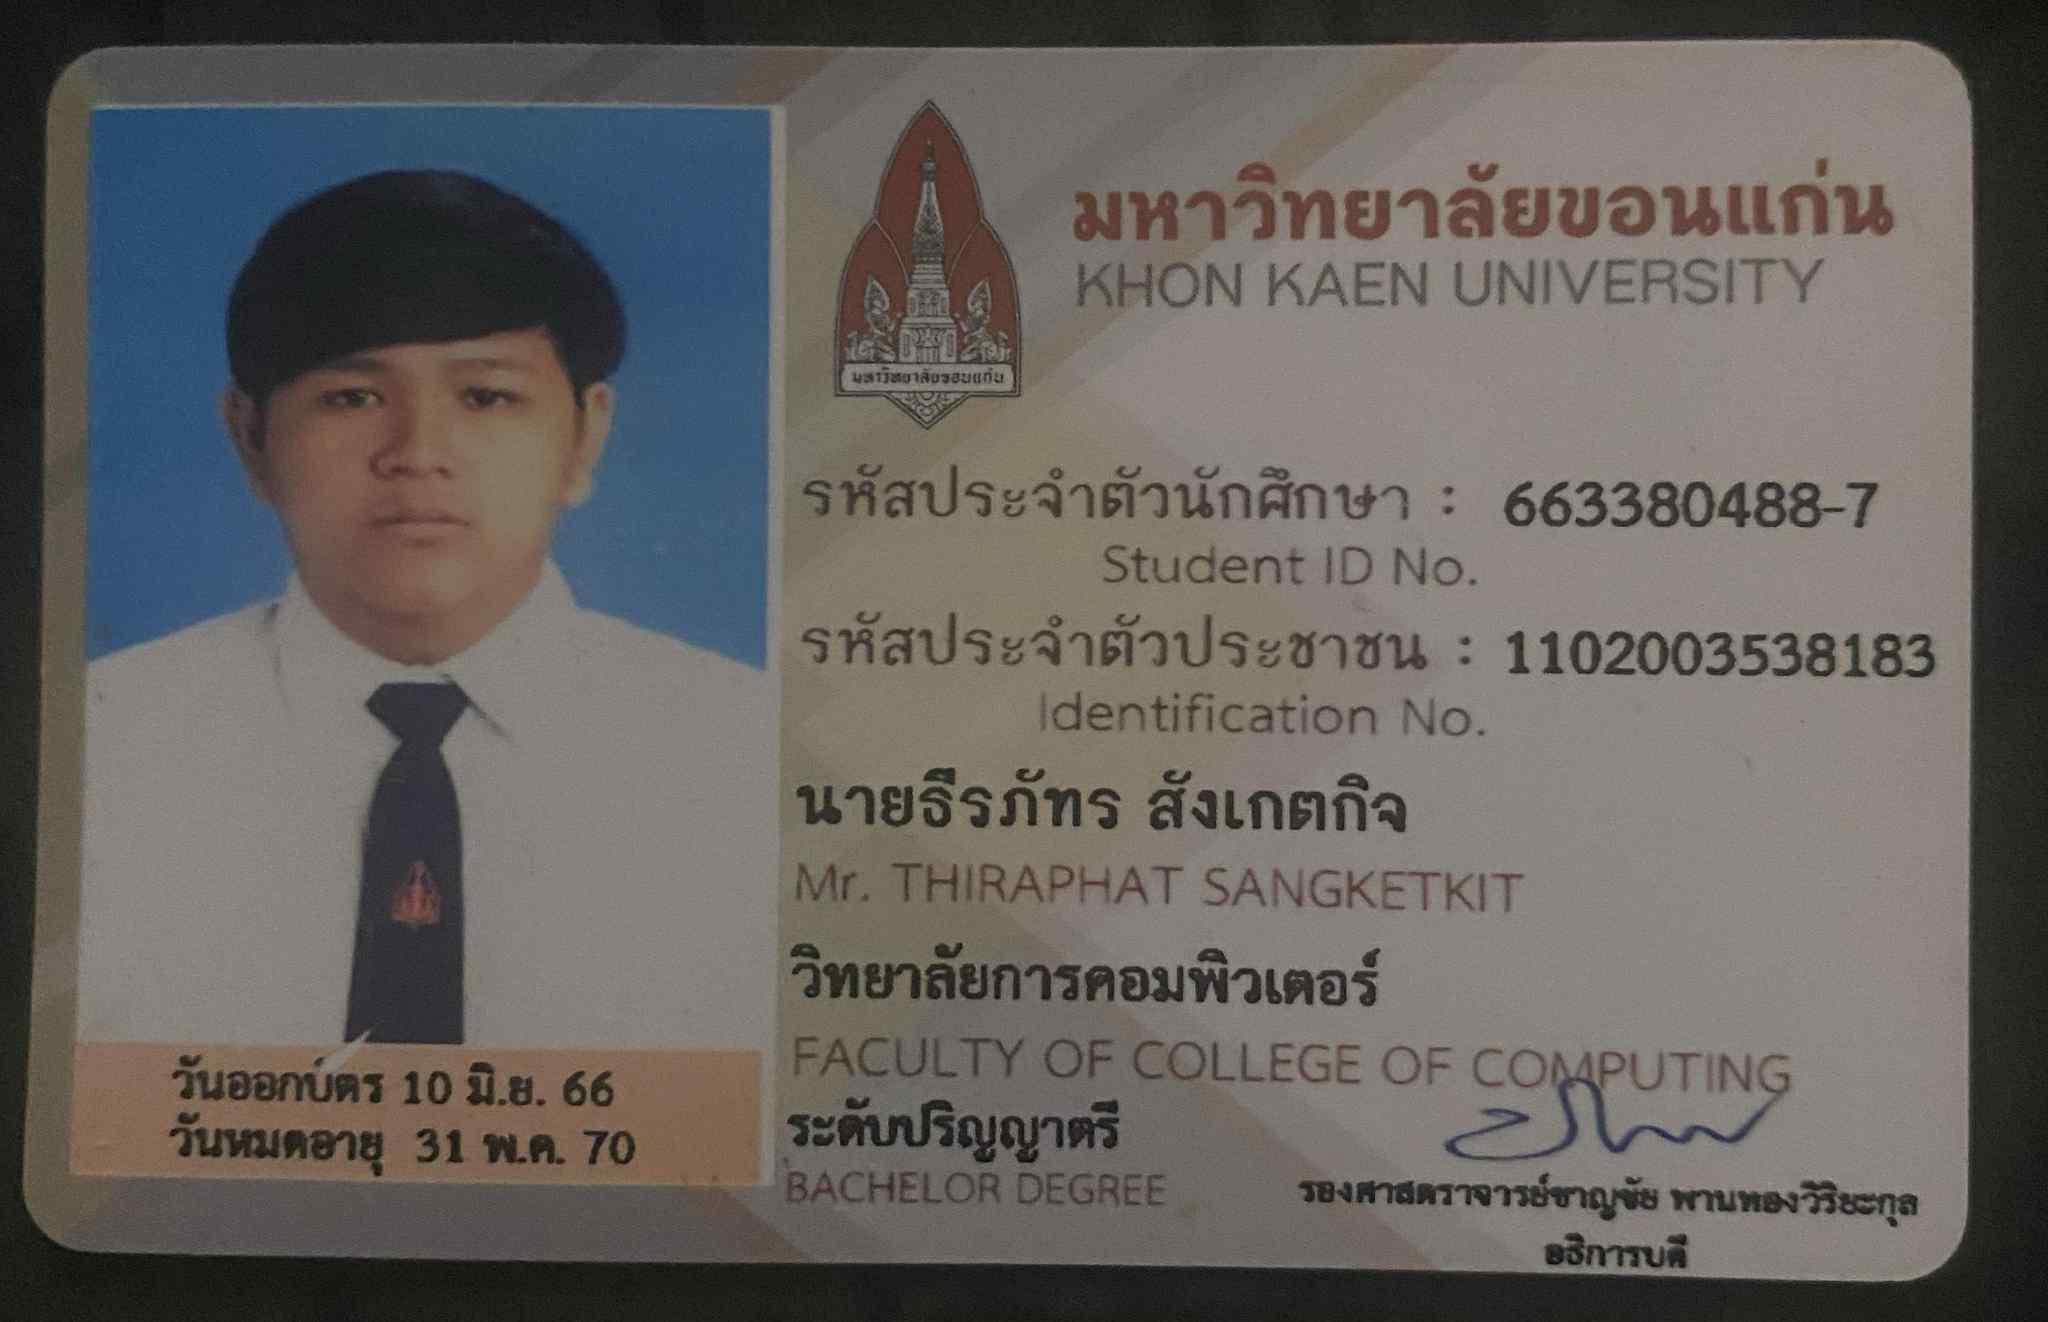 มหาวิทยาลัยขอนแก่น
KHON KAEN UNIVERSITY
มหาวิทยาลัยขอนแก่น
รหัสประจำตัวนักศึกษา : 663380488-7
Student ID No.
รหัสประจำตัวประชาชน : 1102003538183
Identification No.
นายธีรภัทร สังเกตกิจ
Mr. THIRAPHAT SANGKETKIT
วิทยาลัยการคอมพิวเตอร์
FACULTY OF COLLEGE OF COMPUTING
ระดับปริญญาตรี
BACHELOR DEGREE
วันออกบัตร 10 มิ.ย. 66
วันหมดอายุ 31 พ.ค. 70
รองศาสตราจารย์ชาญชัย พานทองวิริยะกุล
อธิการบดี